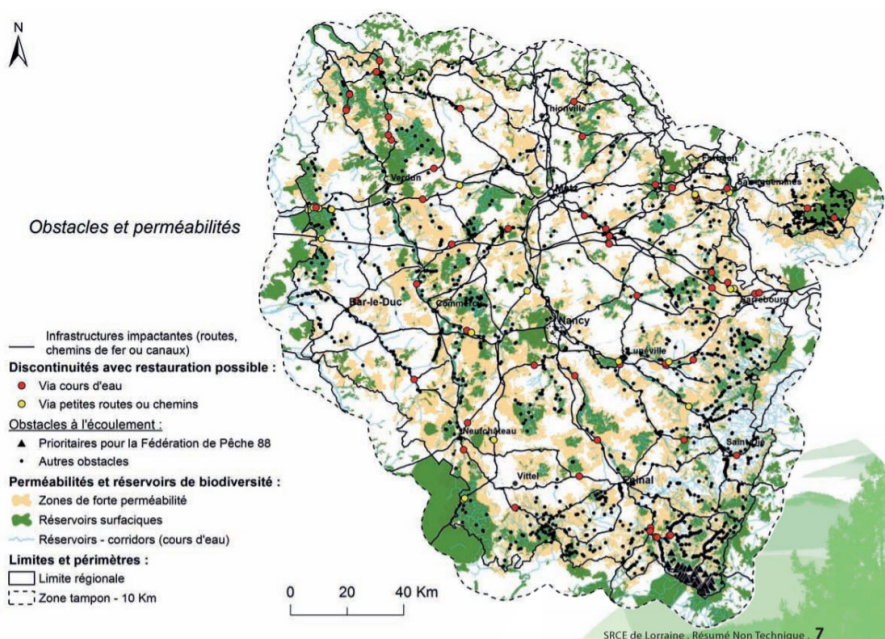 N
Obstacles et perméabilités
Infrastructures impactantes (routes,
chemins de fer ou canaux)
Discontinuités avec restauration possible :
Via cours d'eau
Via petites routes ou chemins
Obstacles à l'écoulement :
Prioritaires pour la Fédération de Pêche 88
Autres obstacles
Perméabilités et réservoirs de biodiversité :
Zones de forte perméabilité
Réservoirs surfaciques
Réservoirs - corridors (cours d'eau)
Limites et périmètres :
Limite régionale
Zone tampon - 10 Km
0 20 40 Km
Thionville
Forbach
Verdun
Metz
Sarreguemines
Bar-le-Duc
Commercy
Sarrebourg
Nancy
Lunéville
Neufchâteau
Saint-Dié
Vittel
Epinal
SRCE de Lorraine . Résumé Non Technique . 7